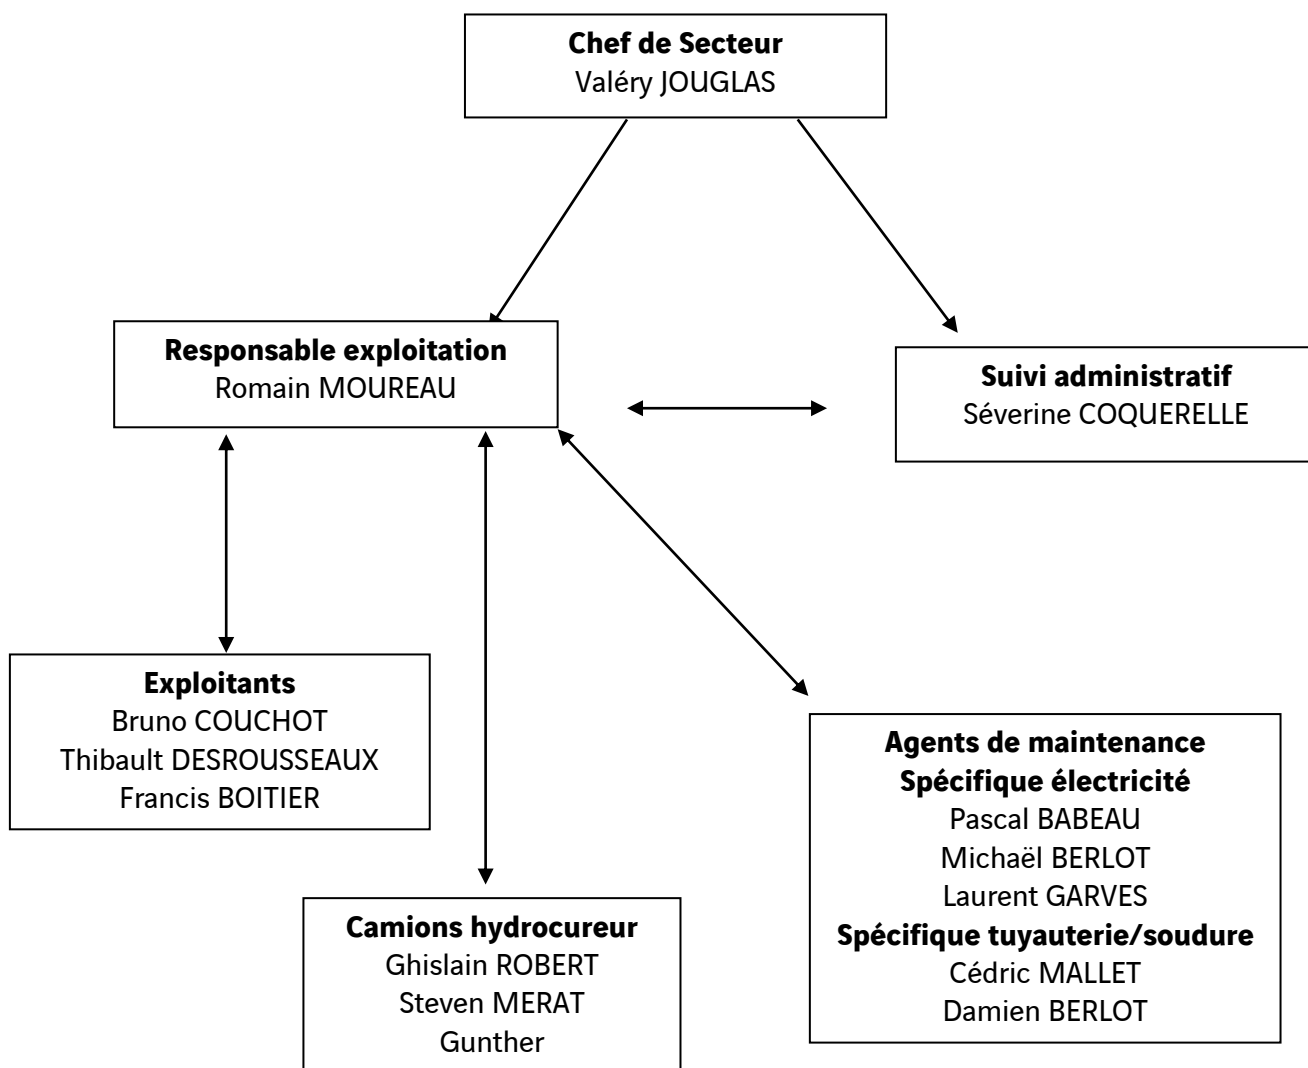 Chef de Secteur
Valéry JOUGLAS
Responsable exploitation
Romain MOUREAU
Suivi administratif
Séverine COQUERELLE
Exploitants
Bruno COUCHOT
Thibault DESROUSSEAUX
Francis BOITIER
Agents de maintenance
Spécifique électricité
Pascal BABEAU
Michaël BERLOT
Laurent GARVES
Spécifique tuyauterie/soudure
Cédric MALLET
Damien BERLOT
Camions hydrocureur
Ghislain ROBERT
Steven MERAT
Gunther